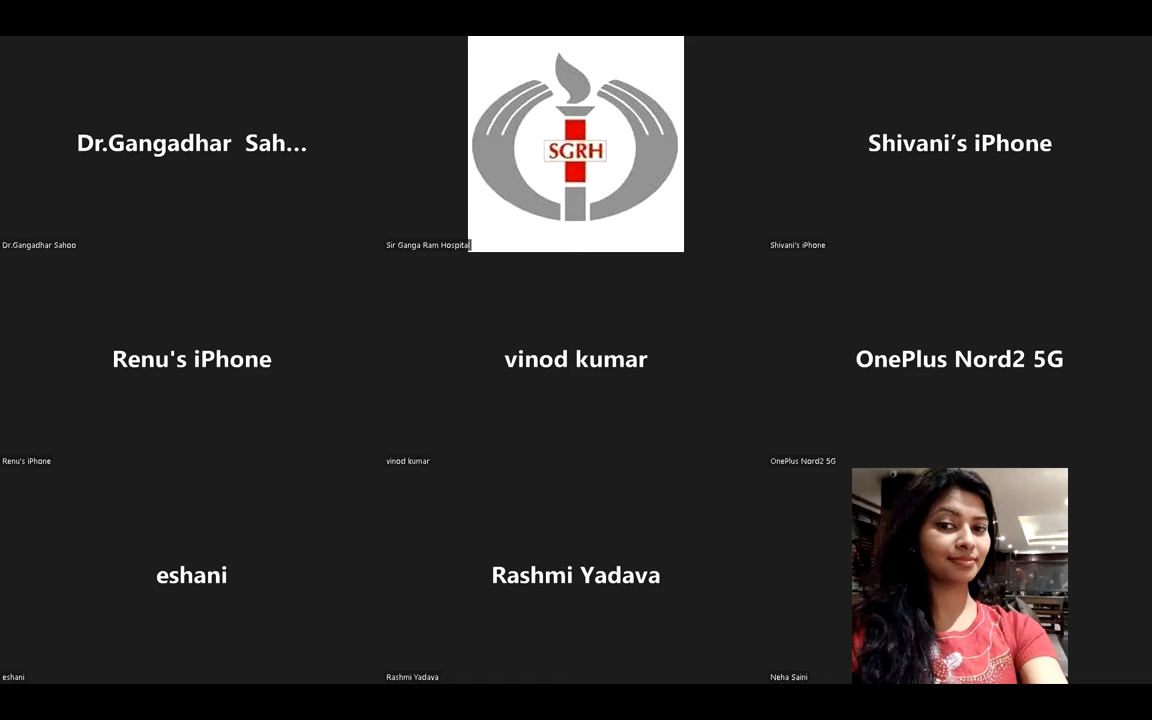 Dr.Gangadhar  Sah...
SGRH
Shivani’s iPhone
Dr.Gangadhar Sahoo
Sir Ganga Ram Hospital
Shivani's iPhone
Renu's iPhone
vinod kumar
OnePlus Nord2 5G
Renu's iPhone
vinod kumar
OnePlus Nord2 5G
eshani
Rashmi Yadava
eshani
Rashmi Yadava
Neha Saini